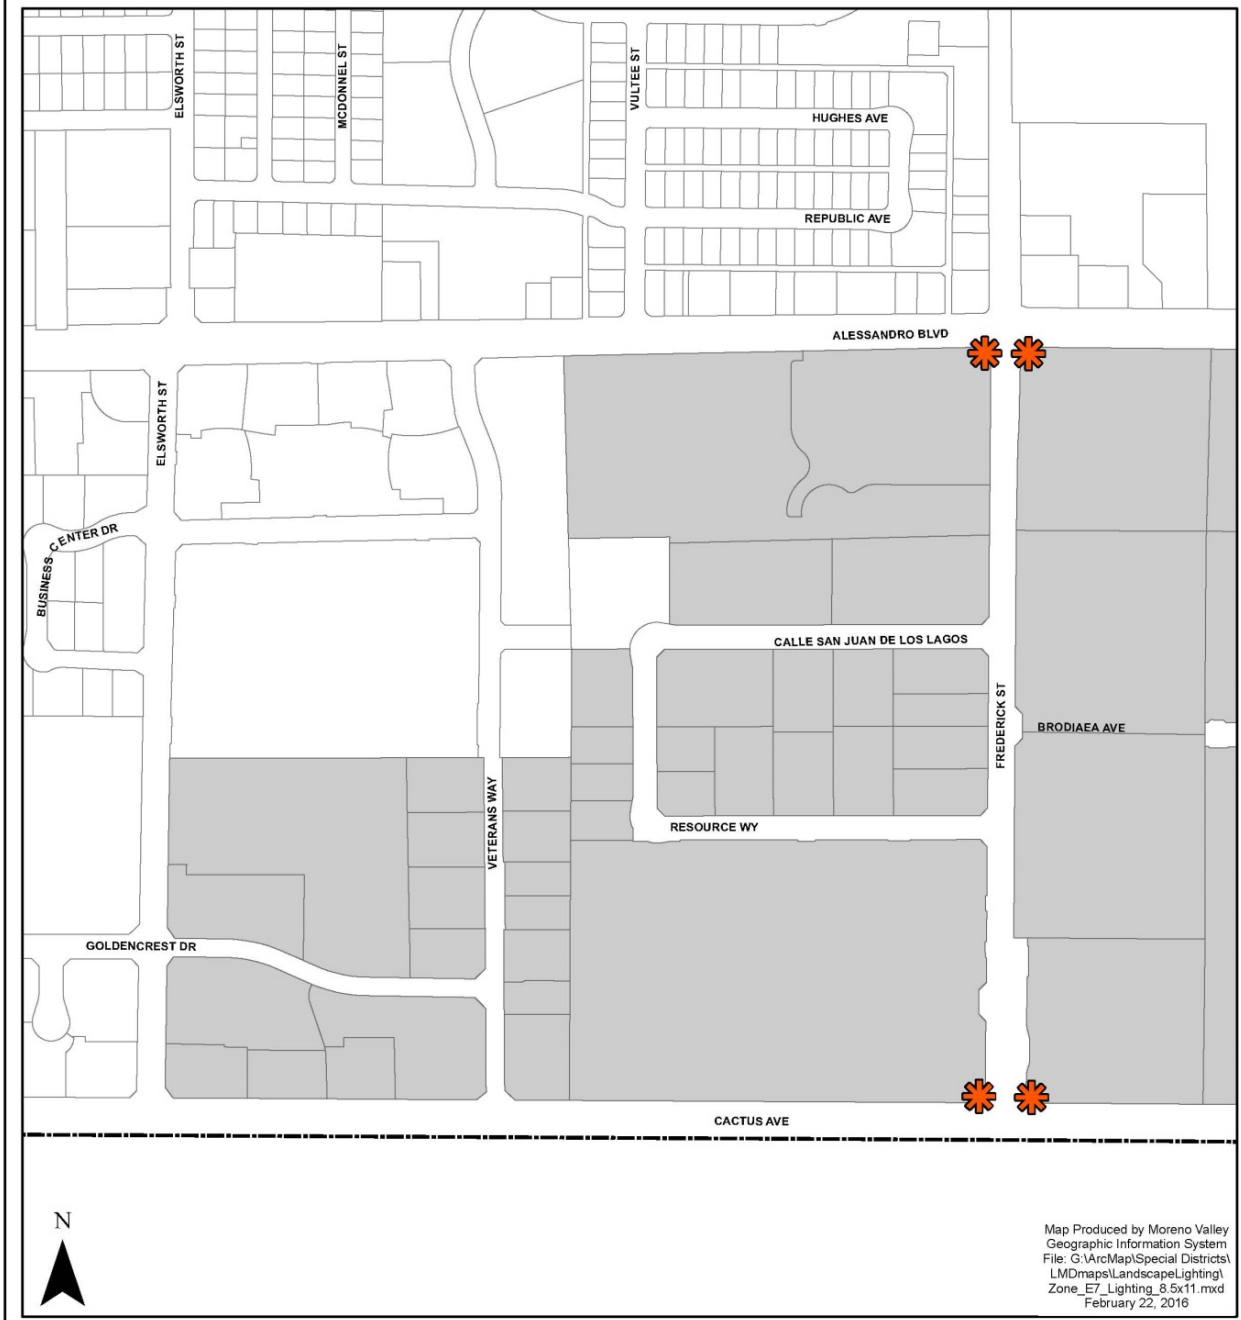 ELSWORTH ST
MCDONNEL ST
VULTEE ST
HUGHES AVE
REPUBLIC AVE
ALESSANDRO BLVD
ELSWORTH ST
BUSINESS CENTER DR
CALLE SAN JUAN DE LOS LAGOS
FREDERICK ST
BRODIAEA AVE
VETERANS WAY
RESOURCE WY
GOLDENCREST DR
CACTUS AVE
N
Map Produced by Moreno Valley
Geographic Information System
File: G:\ArcMap\Special Districts\
LMDmaps\LandscapeLighting\
Zone_E7_Lighting_8.5x11.mxd
February 22, 2016